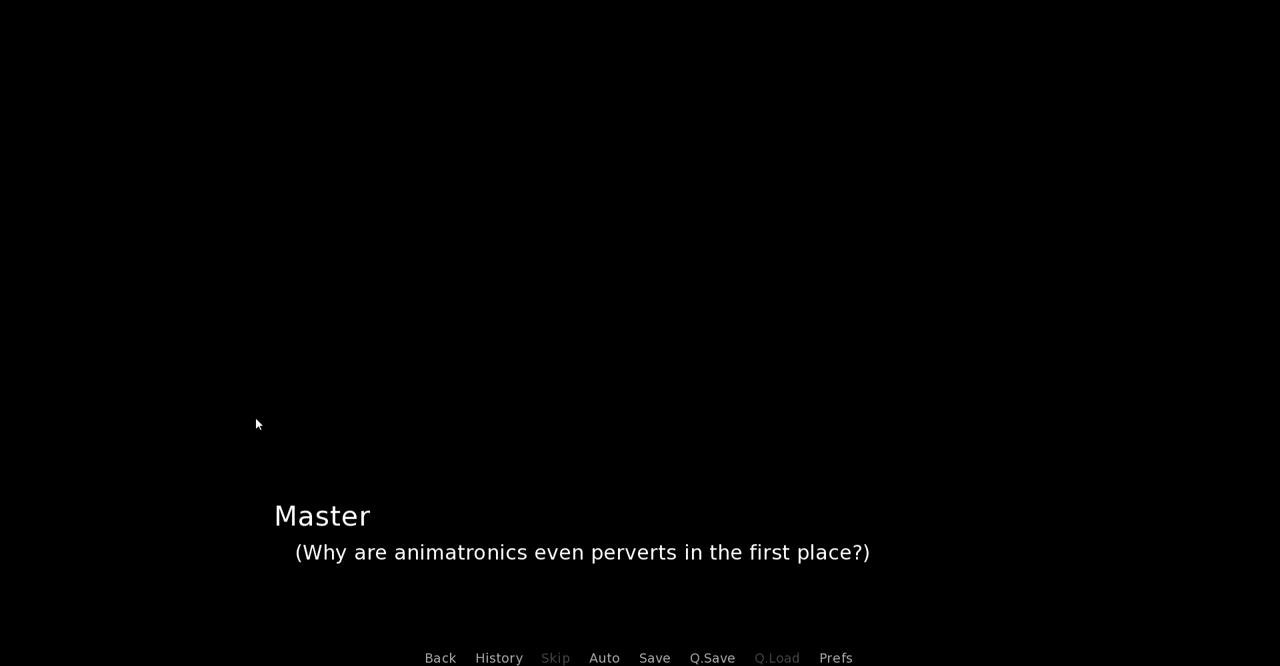 Master
(Why are animatronics even perverts in the first place?)
Back History Skip Auto Save Q.Save Q.Load Prefs